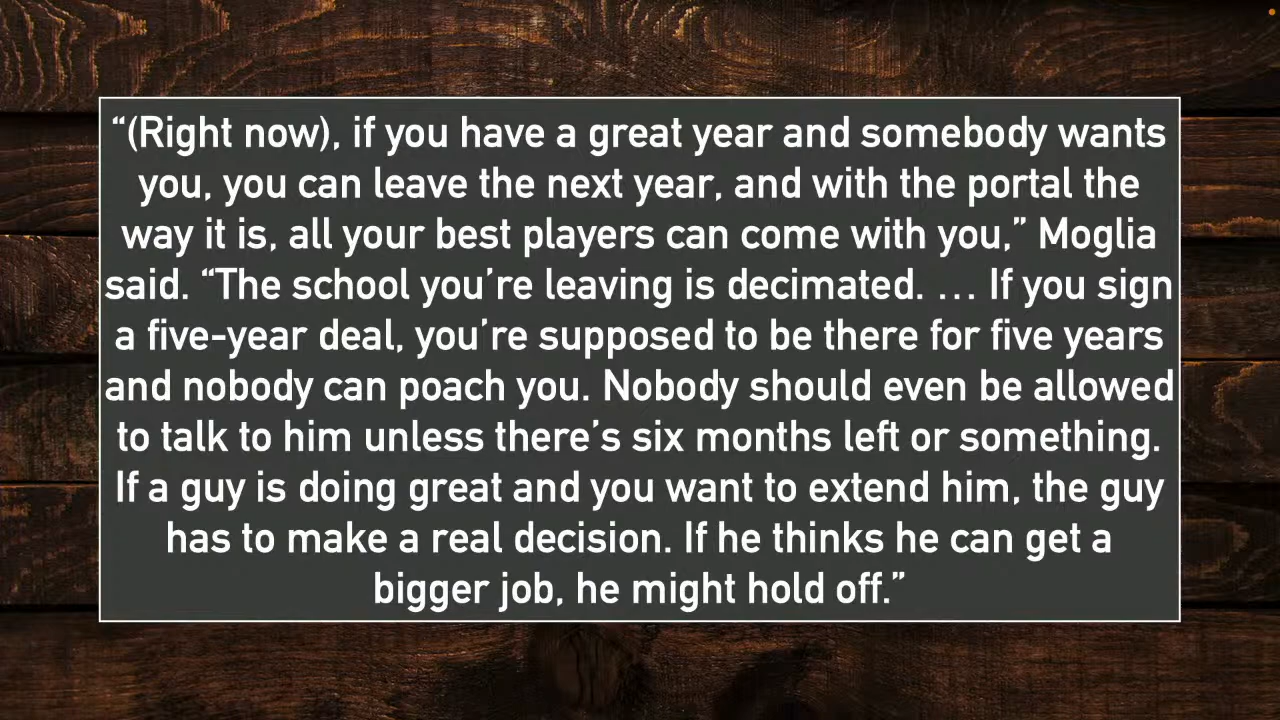 “(Right now), if you have a great year and somebody wants
you, you can leave the next year, and with the portal the
way it is, all your best players can come with you,” Moglia
said. “The school you’re leaving is decimated. … If you sign
a five-year deal, you’re supposed to be there for five years
and nobody can poach you. Nobody should even be allowed
to talk to him unless there’s six months left or something.
If a guy is doing great and you want to extend him, the guy
has to make a real decision. If he thinks he can get a
bigger job, he might hold off.”